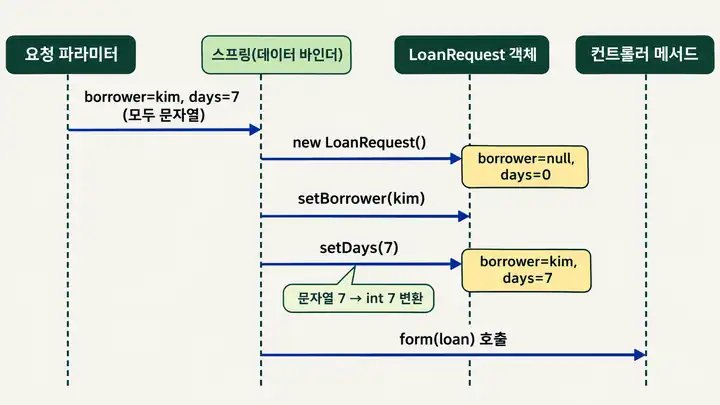 요청 파라미터
스프링(데이터 바인더)
LoanRequest 객체
컨트롤러 메서드
borrower=kim, days=7
(모두 문자열)
new LoanRequest()
borrower=null,
days=0
setBorrower(kim)
setDays(7)
borrower=kim,
days=7
문자열 7 → int 7 변환
form(loan) 호출